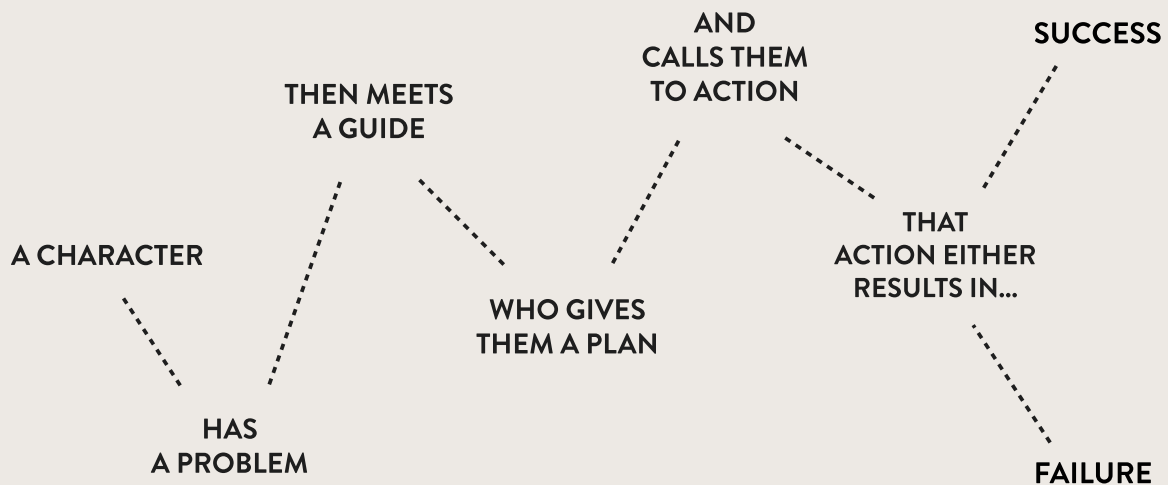 A CHARACTER
HAS
A PROBLEM
THEN MEETS
A GUIDE
WHO GIVES
THEM A PLAN
AND
CALLS THEM
TO ACTION
THAT
ACTION EITHER
RESULTS IN...
SUCCESS
FAILURE